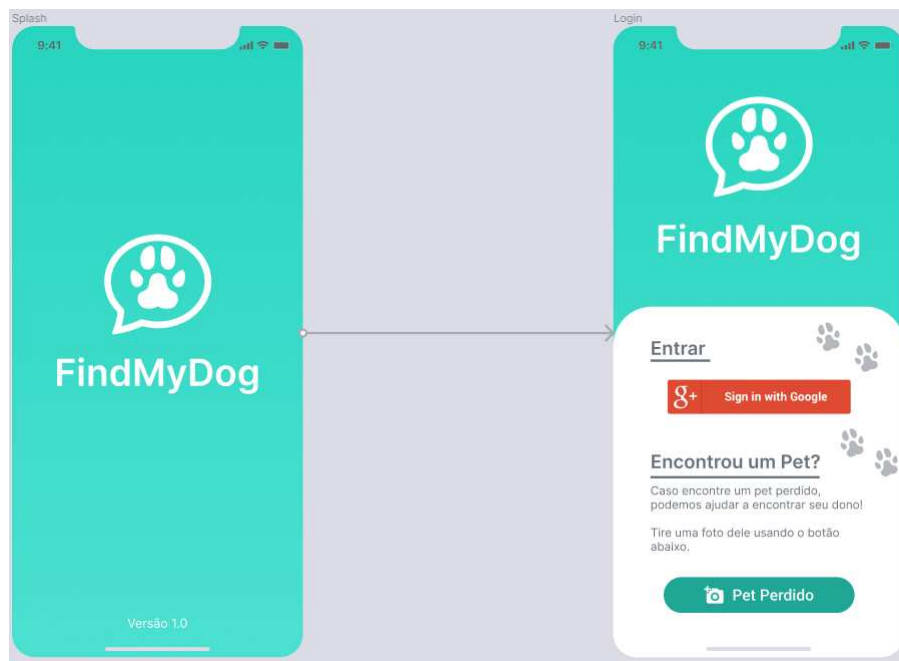 Splash
9:41
FindMyDog
Versão 1.0
Login
9:41
FindMyDog
Entrar
g+ Sign in with Google
Encontrou um Pet?
Caso encontre um pet perdido,
podemos ajudar a encontrar seu dono!
Tire uma foto dele usando o botão
abaixo.
Pet Perdido